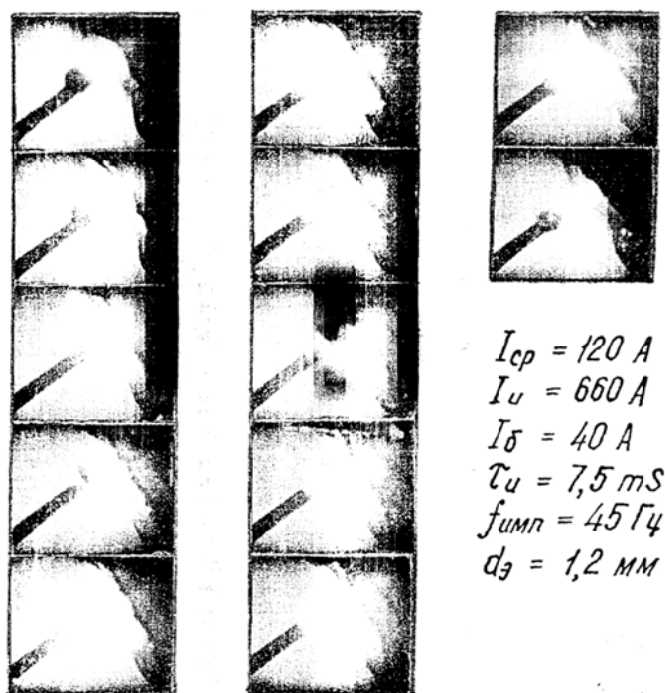 Iср = 120 А
Iи = 660 А
Iб = 40 А
τи = 7,5 mS
fимп = 45 Гц
dэ = 1,2 мм